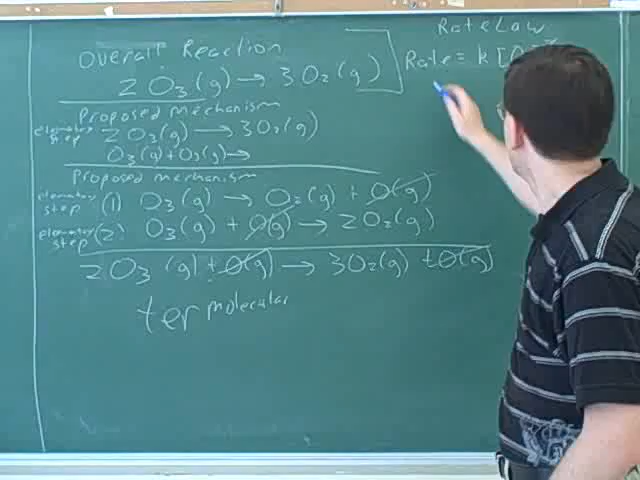 Overall Reaction
2 O₃(g) → 3 O₂(g)
Rate Law
Rate = k [O
Proposed mechanism
elementary step 2 O₃(g) → 3 O₂(g)
O₃(g) + O₃(g) →
Proposed mechanism
elementary step (1) O₃(g) → O₂(g) + O(g)
elementary step (2) O₃(g) + O(g) → 2 O₂(g)
2 O₃ (g) + O(g) → 3 O₂(g) + O(g)
termolecular